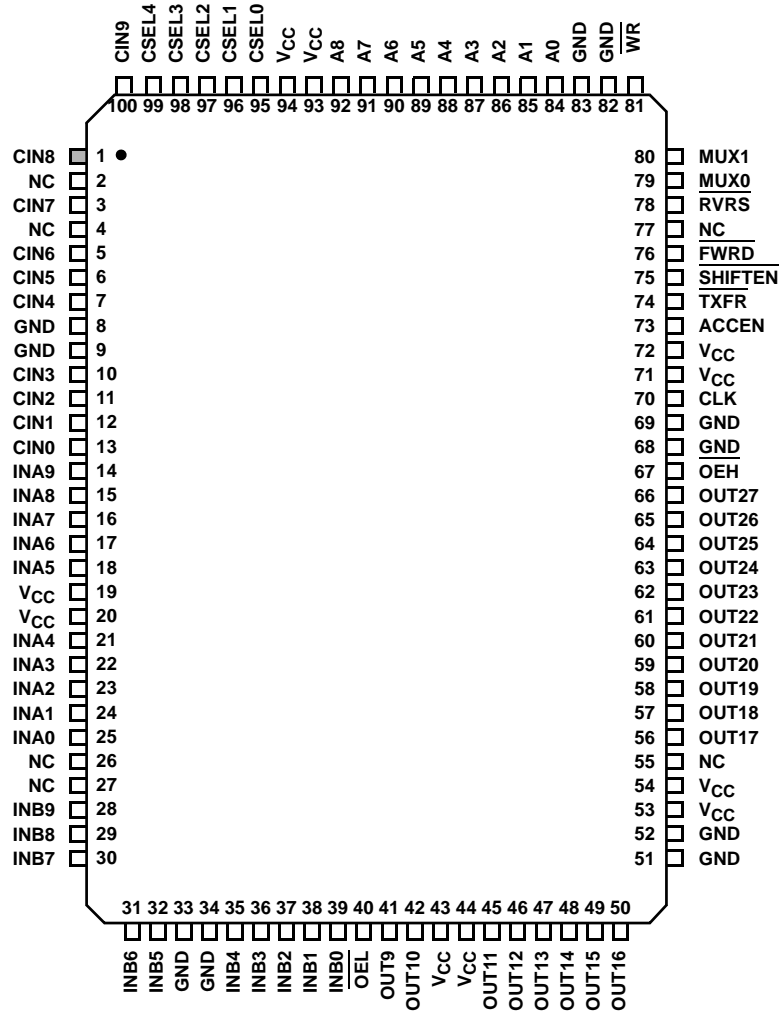 CIN9 CSEL4 CSEL3 CSEL2 CSEL1 CSEL0 VCC VCC A8 A7 A6 A5 A4 A3 A2 A1 A0 GND GND WR
100 99 98 97 96 95 94 93 92 91 90 89 88 87 86 85 84 83 82 81
CIN8 1 80 MUX1
NC 2 79 MUX0
CIN7 3 78 RVRS
NC 4 77 NC
CIN6 5 76 FWRD
CIN5 6 75 SHIFTEN
CIN4 7 74 TXFR
GND 8 73 ACCEN
GND 9 72 VCC
CIN3 10 71 VCC
CIN2 11 70 CLK
CIN1 12 69 GND
CIN0 13 68 GND
INA9 14 67 OEH
INA8 15 66 OUT27
INA7 16 65 OUT26
INA6 17 64 OUT25
INA5 18 63 OUT24
VCC 19 62 OUT23
VCC 20 61 OUT22
INA4 21 60 OUT21
INA3 22 59 OUT20
INA2 23 58 OUT19
INA1 24 57 OUT18
INA0 25 56 OUT17
NC 26 55 NC
NC 27 54 VCC
INB9 28 53 VCC
INB8 29 52 GND
INB7 30 51 GND
31 32 33 34 35 36 37 38 39 40 41 42 43 44 45 46 47 48 49 50
INB6 INB5 GND GND INB4 INB3 INB2 INB1 INB0 OEL OUT9 OUT10 VCC VCC OUT11 OUT12 OUT13 OUT14 OUT15 OUT16